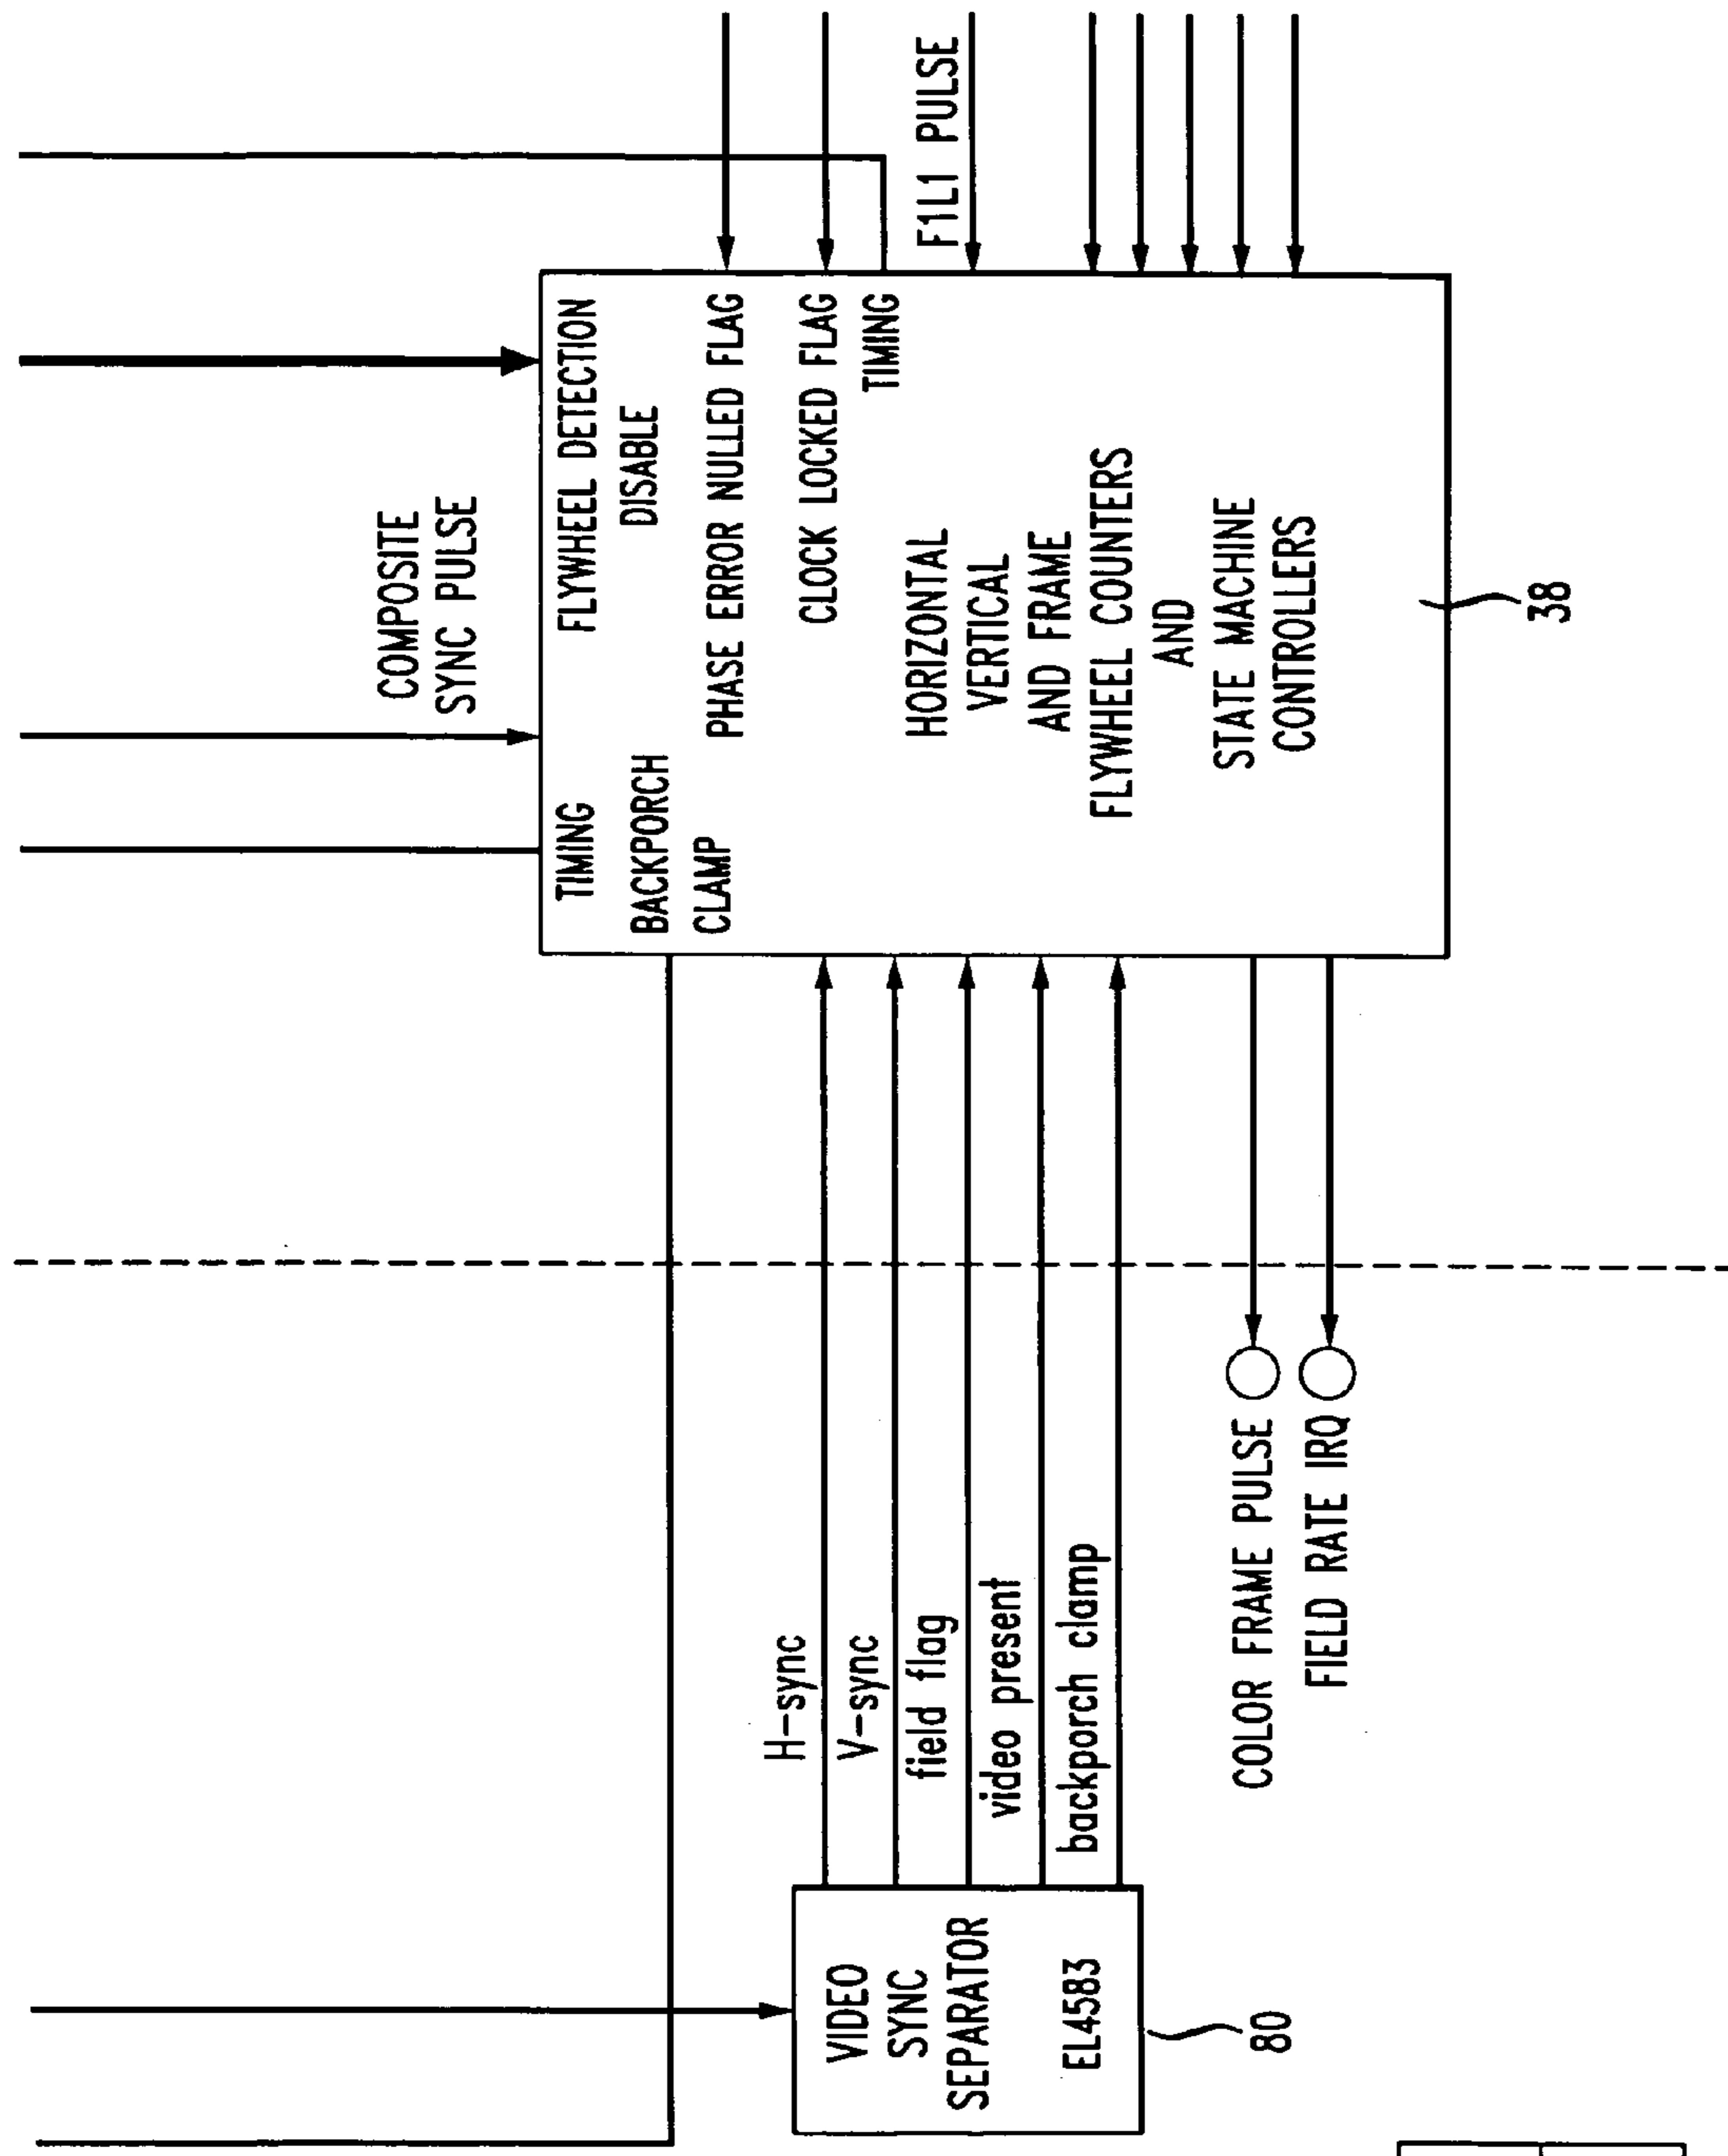 COMPOSITE
SYNC PULSE
F1L1 PULSE
TIMING
FLYWHEEL DETECTION
DISABLE
BACKPORCH
CLAMP
PHASE ERROR NULLED FLAG
CLOCK LOCKED FLAG
TIMING
HORIZONTAL
VERTICAL
AND FRAME
FLYWHEEL COUNTERS
AND
STATE MACHINE
CONTROLLERS
38
H-sync
V-sync
field flag
video present
backporch clamp
COLOR FRAME PULSE
FIELD RATE IRQ
VIDEO
SYNC
SEPARATOR
EL4583
80